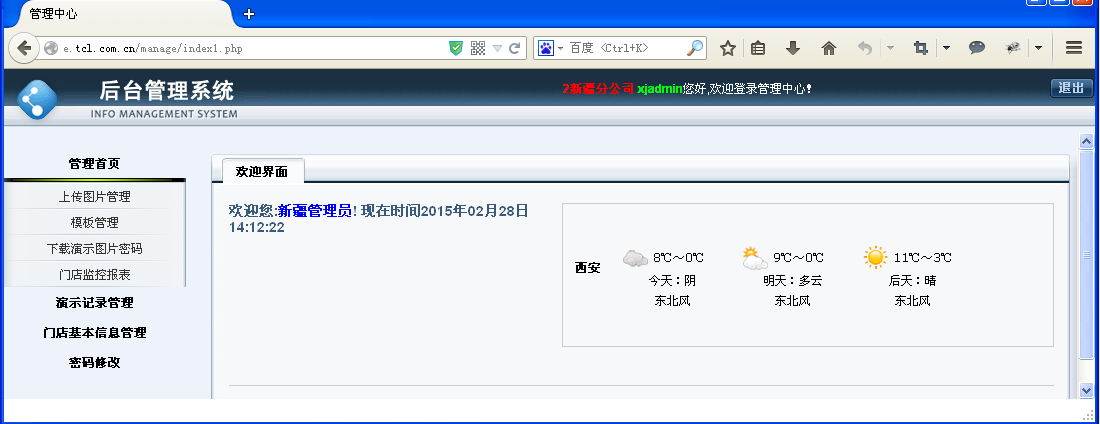 管理中心
e.tcl.com.cn/manage/index1.php
百度 <Ctrl+K>
后台管理系统
INFO MANAGEMENT SYSTEM
2新疆分公司 xjadmin您好,欢迎登录管理中心!
退出
管理首页
上传图片管理
模板管理
下载演示图片密码
门店监控报表
演示记录管理
门店基本信息管理
密码修改
欢迎界面
欢迎您:新疆管理员! 现在时间2015年02月28日
14:12:22
西安
8℃～0℃
今天：阴
东北风
9℃～0℃
明天：多云
东北风
11℃～3℃
后天：晴
东北风